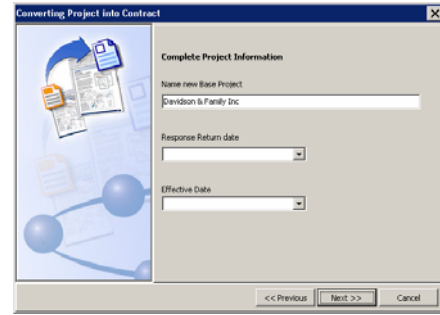 Converting Project into Contract
Complete Project Information
Name new Base Project
Davidson & Family Inc
Response Return date
Effective Date
<< Previous
Next >>
Cancel